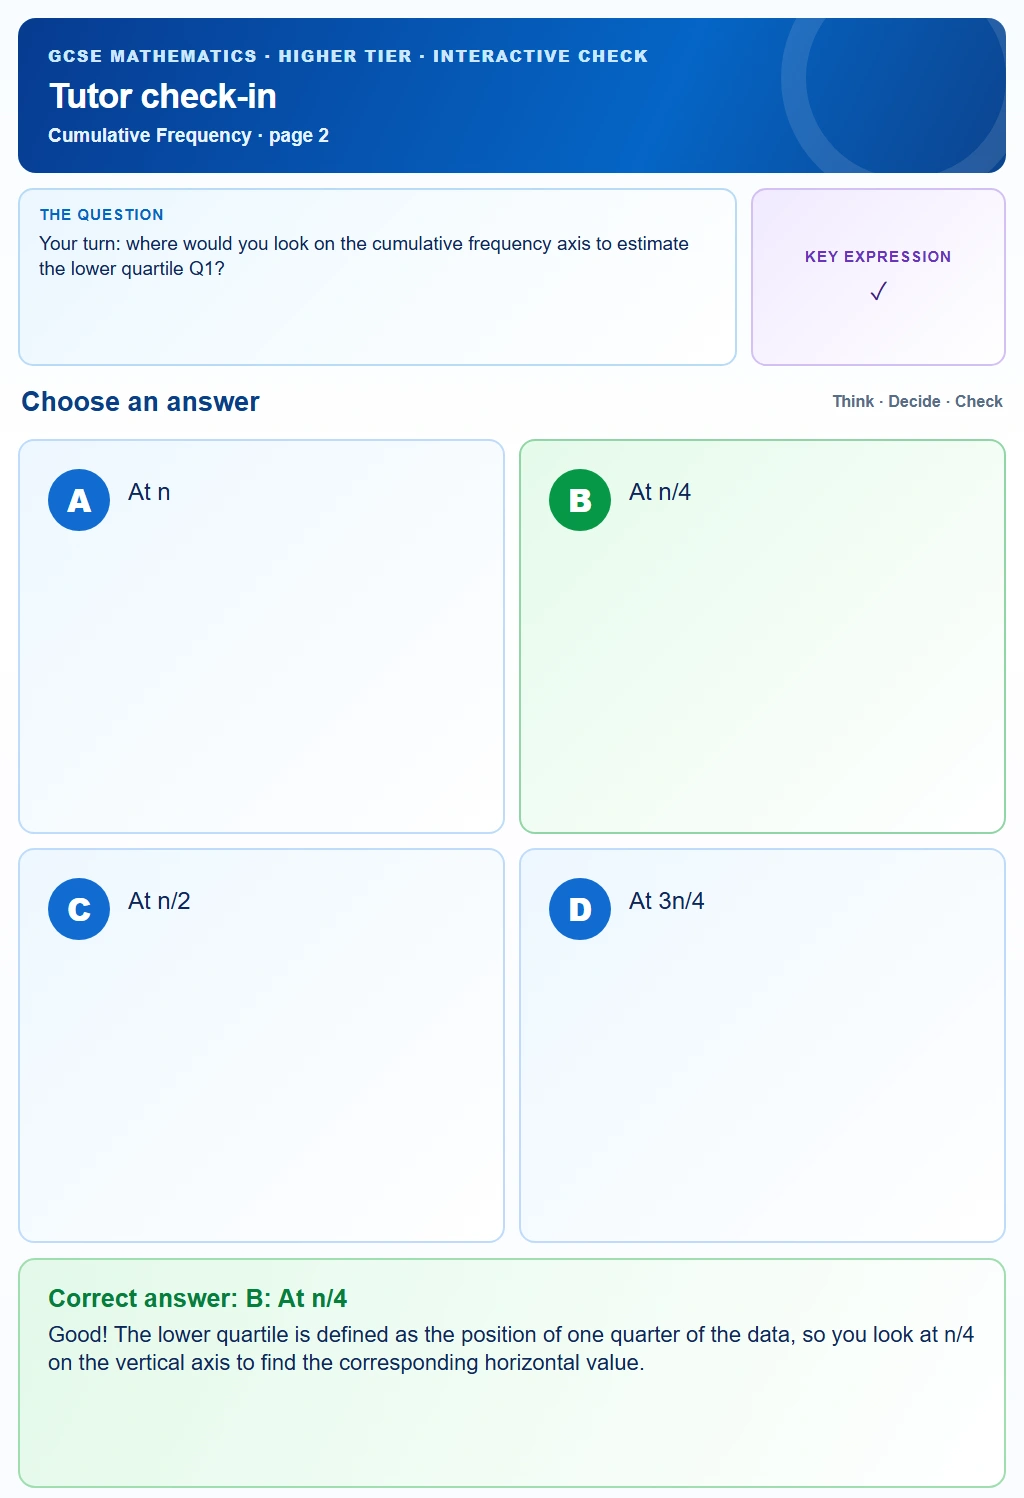 GCSE MATHEMATICS · HIGHER TIER · INTERACTIVE CHECK
Tutor check-in
Cumulative Frequency · page 2
THE QUESTION
Your turn: where would you look on the cumulative frequency axis to estimate
the lower quartile Q1?
KEY EXPRESSION
✓
Choose an answer
Think · Decide · Check
A
At n
B
At n/4
C
At n/2
D
At 3n/4
Correct answer: B: At n/4
Good! The lower quartile is defined as the position of one quarter of the data, so you look at n/4
on the vertical axis to find the corresponding horizontal value.